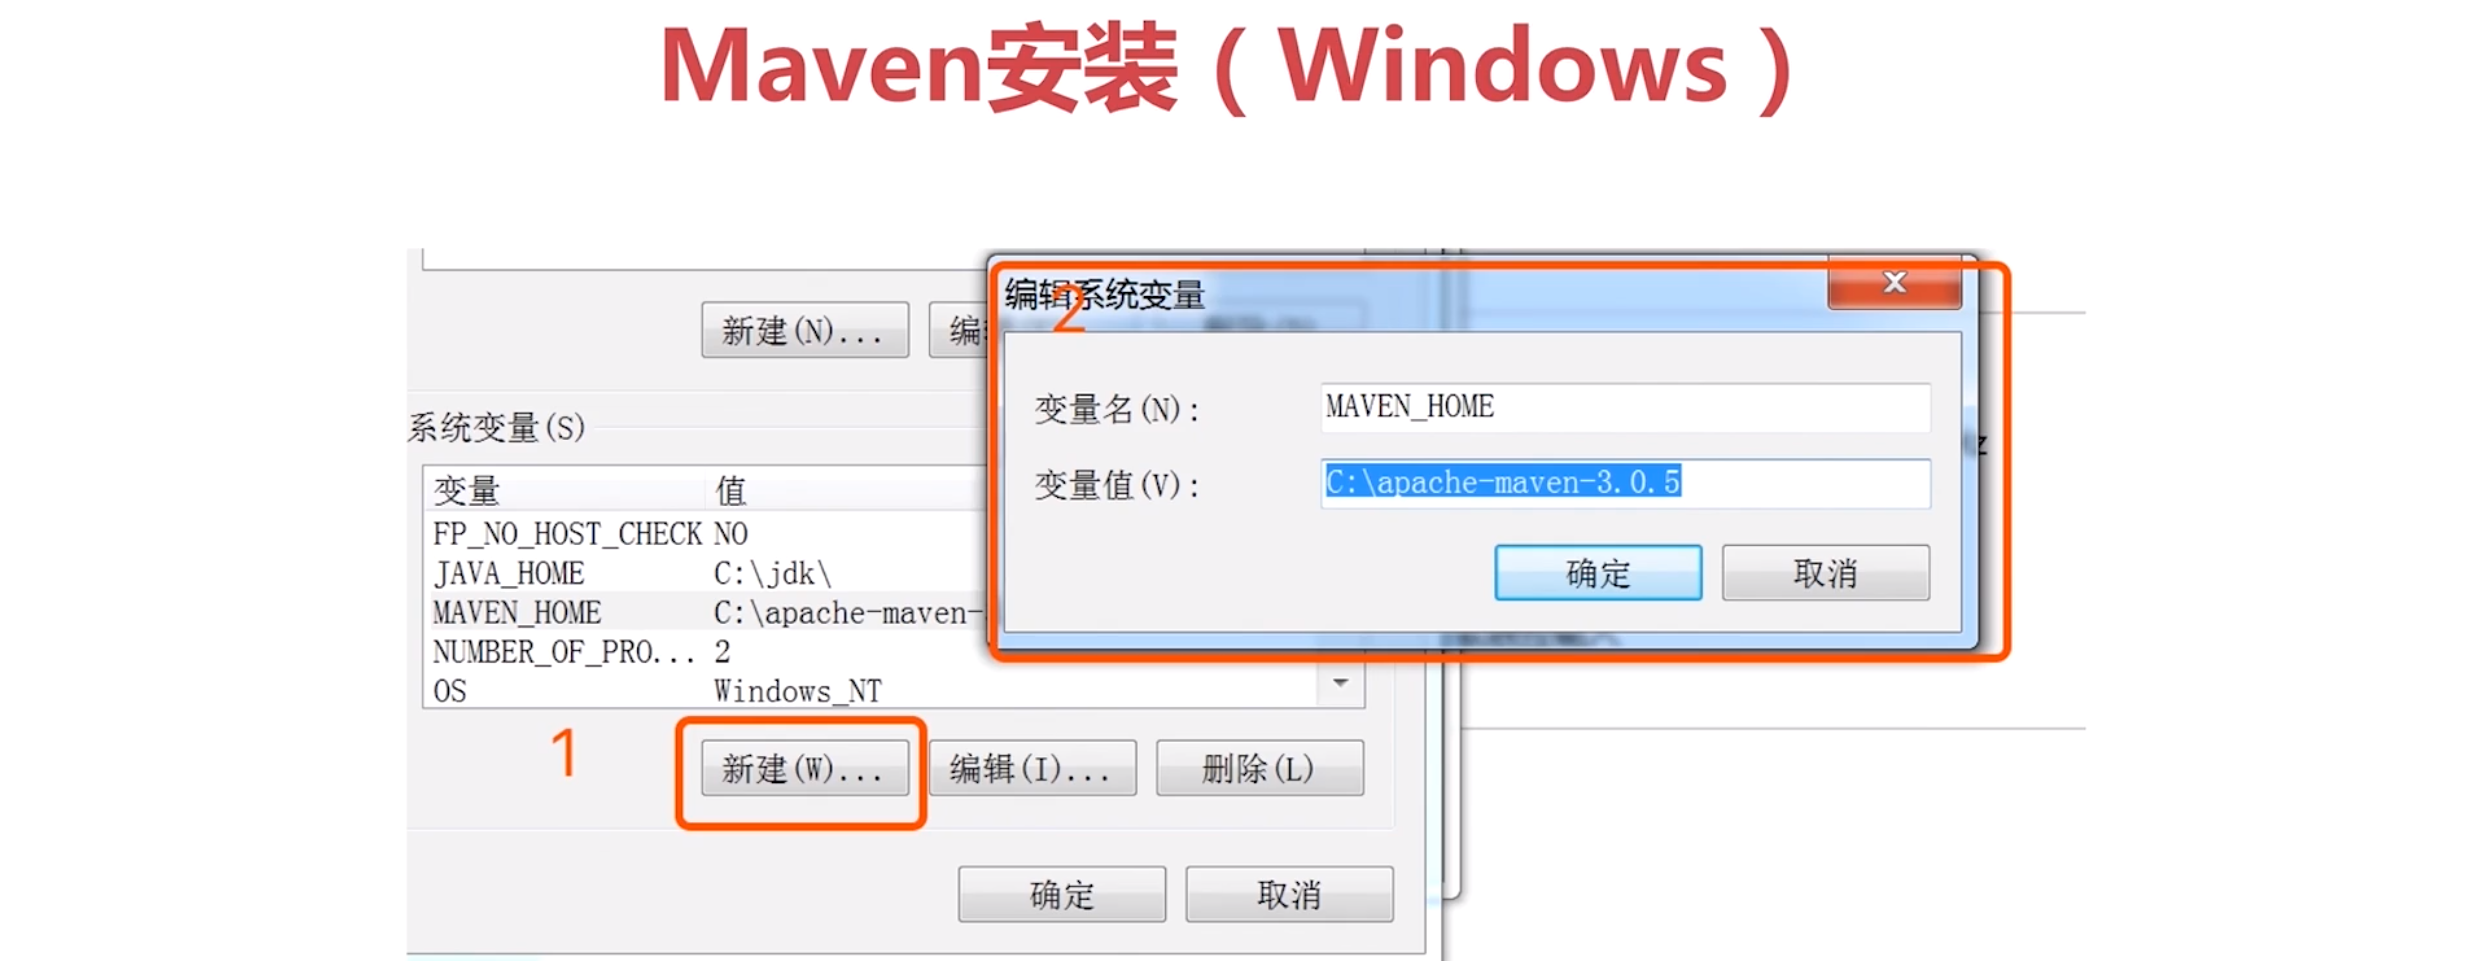 Maven安装（Windows）
编辑系统变量
2
新建(N)...
变量名(N):
MAVEN_HOME
变量值(V):
C:\apache-maven-3.0.5
确定
取消
系统变量(S)
变量 值
FP_NO_HOST_CHECK NO
JAVA_HOME C:\jdk\
MAVEN_HOME C:\apache-maven-
NUMBER_OF_PRO... 2
OS Windows_NT
1
新建(W)...
编辑(I)...
删除(L)
确定
取消